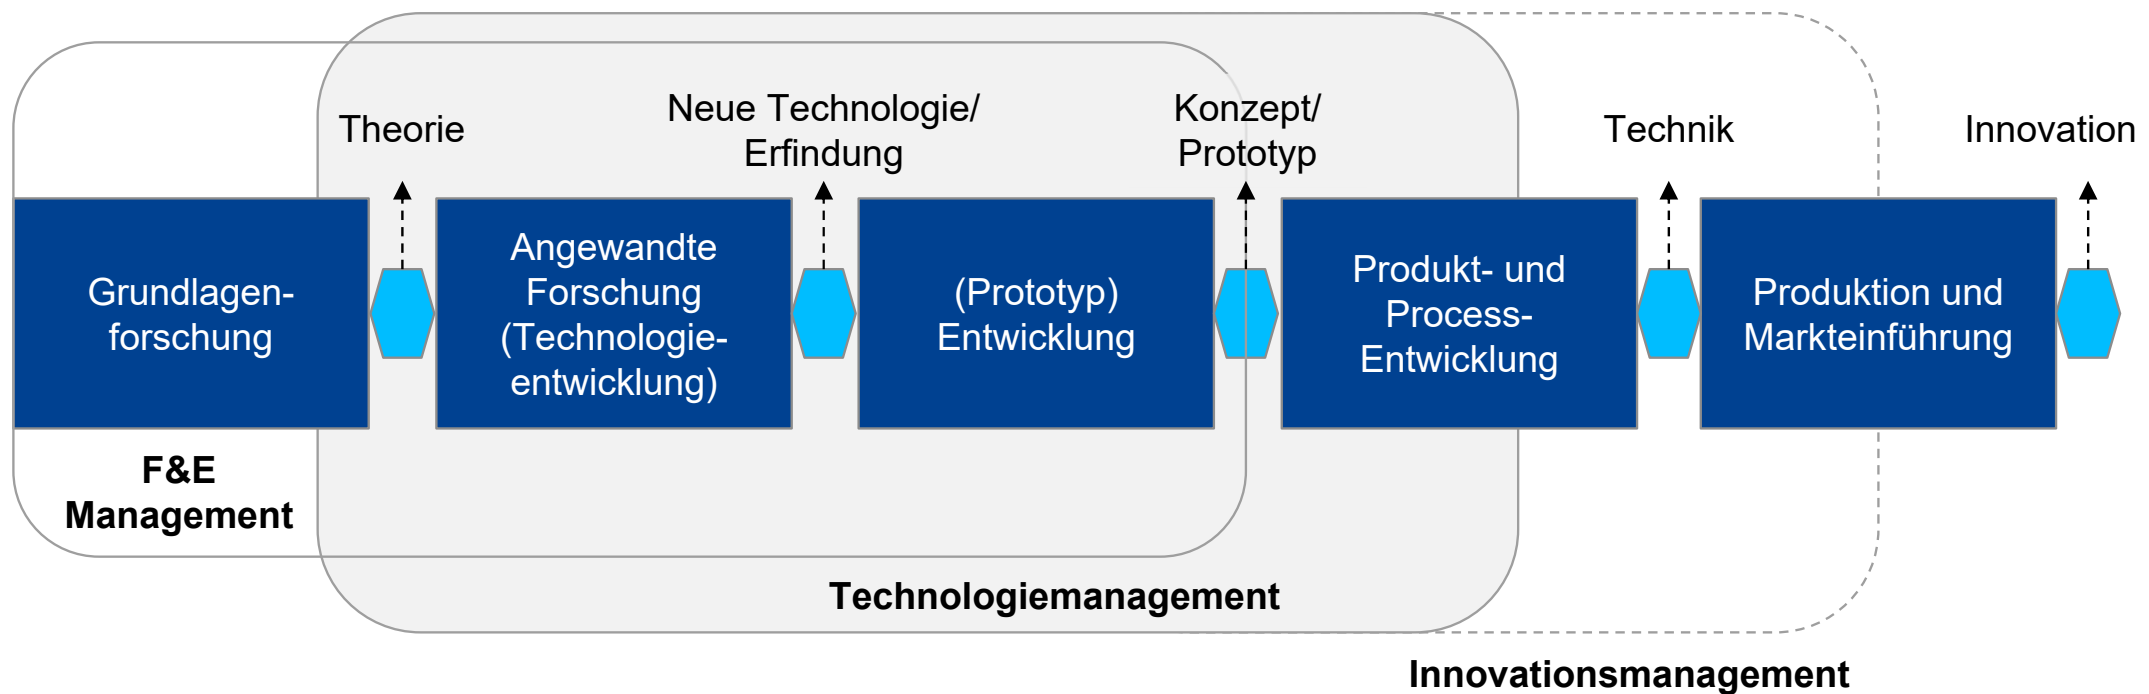 Theorie
Neue Technologie/
Erfindung
Konzept/
Prototyp
Technik
Innovation
Grundlagen-
forschung
Angewandte
Forschung
(Technologie-
entwicklung)
(Prototyp)
Entwicklung
Produkt- und
Process-
Entwicklung
Produktion und
Markteinführung
F&E
Management
Technologiemanagement
Innovationsmanagement